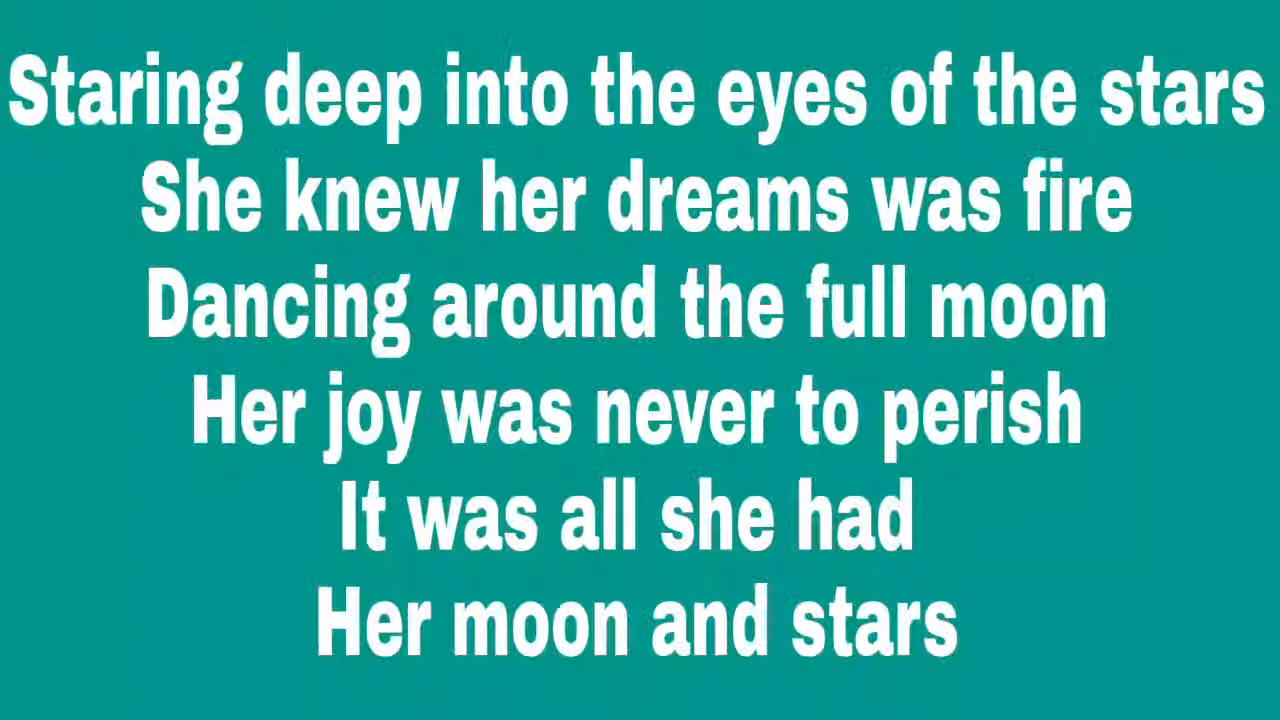 Staring deep into the eyes of the stars
She knew her dreams was fire
Dancing around the full moon
Her joy was never to perish
It was all she had
Her moon and stars